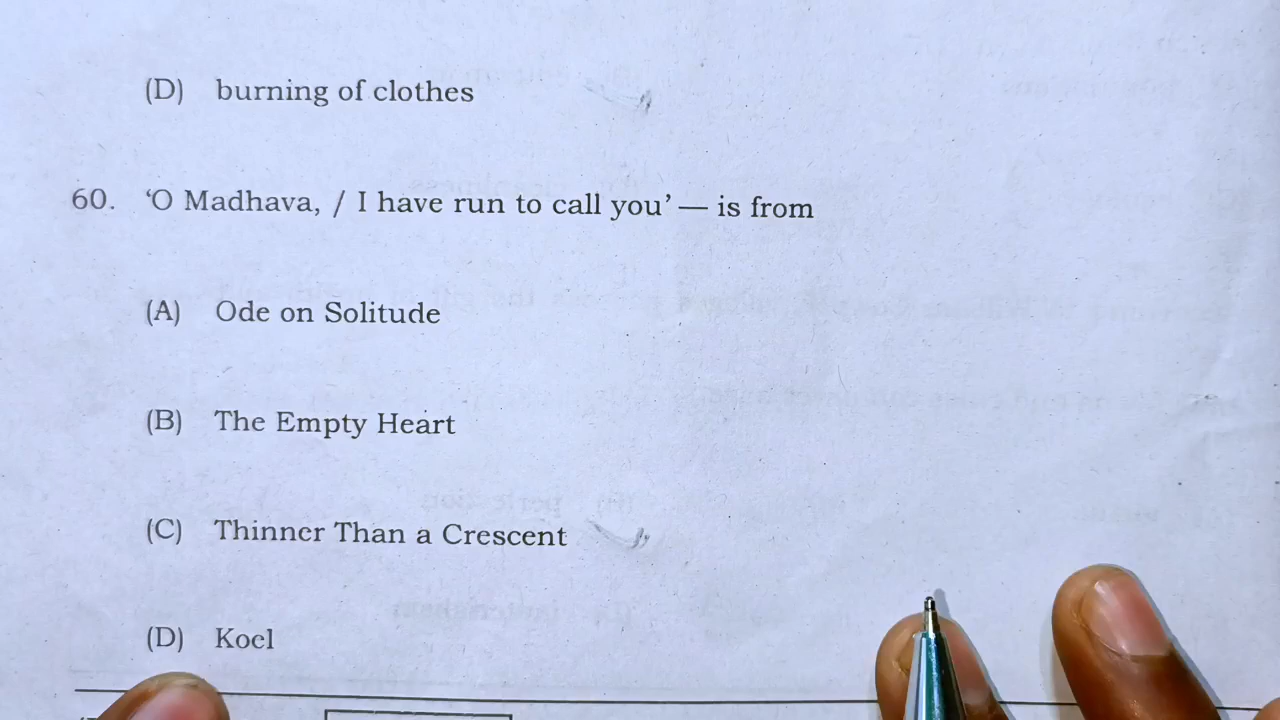 (D) burning of clothes
60. ‘O Madhava, / I have run to call you’ — is from
(A) Ode on Solitude
(B) The Empty Heart
(C) Thinner Than a Crescent
(D) Koel